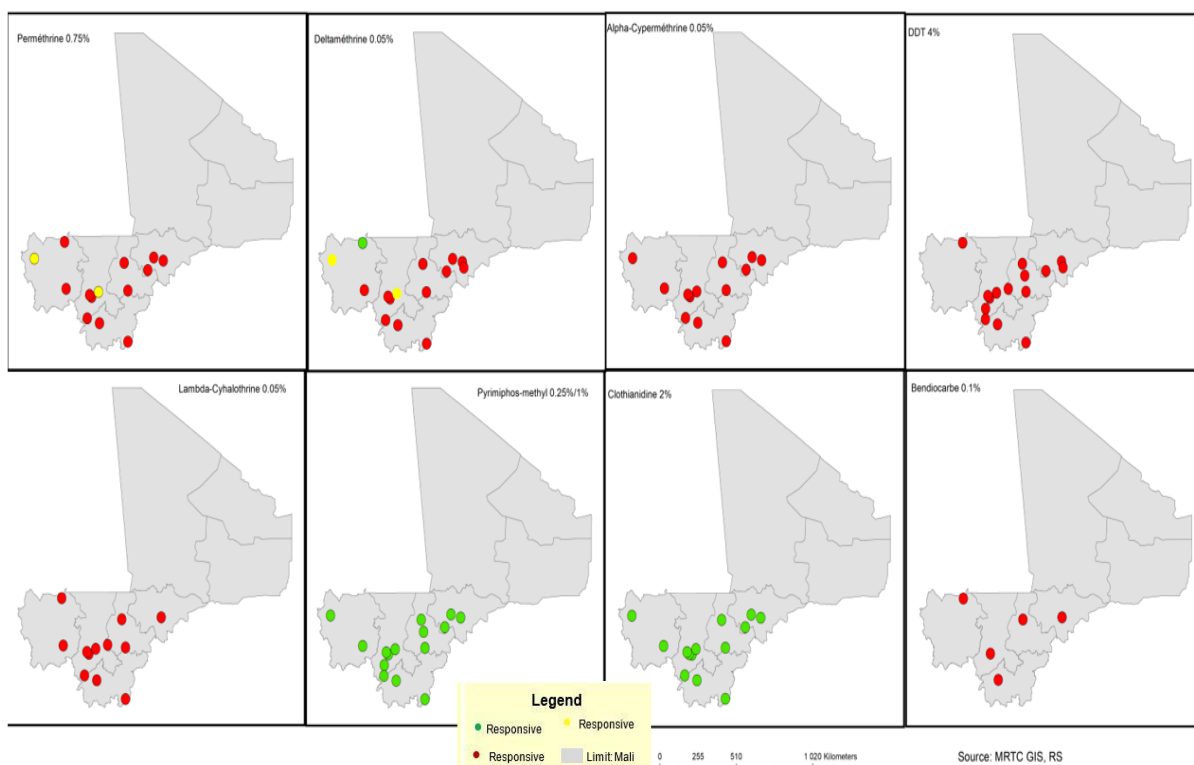 Perméthrine 0.75%
Deltaméthrine 0.05%
Alpha-Cyperméthrine 0.05%
DDT 4%
Lambda-Cyhalothrine 0.05%
Pyrimiphos-methyl 0.25%/1%
Clothianidine 2%
Bendiocarbe 0.1%
Legend
Responsive Responsive
Responsive Limit: Mali
0 255 510 1 020 Kilometers
Source: MRTC GIS, RS